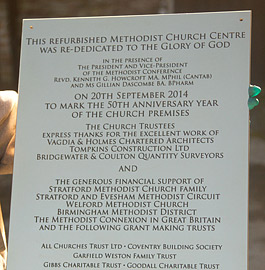 THIS REFURBISHED METHODIST CHURCH CENTRE
WAS RE-DEDICATED TO THE GLORY OF GOD
IN THE PRESENCE OF
THE PRESIDENT AND VICE-PRESIDENT
OF THE METHODIST CONFERENCE
REVD. KENNETH G. HOWCROFT MA, MPHIL (CANTAB)
AND MS GILLIAN DASCOMBE BA, BPHARM
ON 20TH SEPTEMBER 2014
TO MARK THE 50TH ANNIVERSARY YEAR
OF THE CHURCH PREMISES
THE CHURCH TRUSTEES
EXPRESS THANKS FOR THE EXCELLENT WORK OF
VAGDIA & HOLMES CHARTERED ARCHITECTS
TOMPKINS CONSTRUCTION LTD
BRIDGEWATER & COULTON QUANTITY SURVEYORS
AND
THE GENEROUS FINANCIAL SUPPORT OF
STRATFORD METHODIST CHURCH FAMILY
STRATFORD AND EVESHAM METHODIST CIRCUIT
WELFORD METHODIST CHURCH
BIRMINGHAM METHODIST DISTRICT
THE METHODIST CONNEXION IN GREAT BRITAIN
AND THE FOLLOWING GRANT MAKING TRUSTS
ALL CHURCHES TRUST LTD • COVENTRY BUILDING SOCIETY
GARFIELD WESTON FAMILY TRUST
GIBBS CHARITABLE TRUST • GOODALL CHARITABLE TRUST